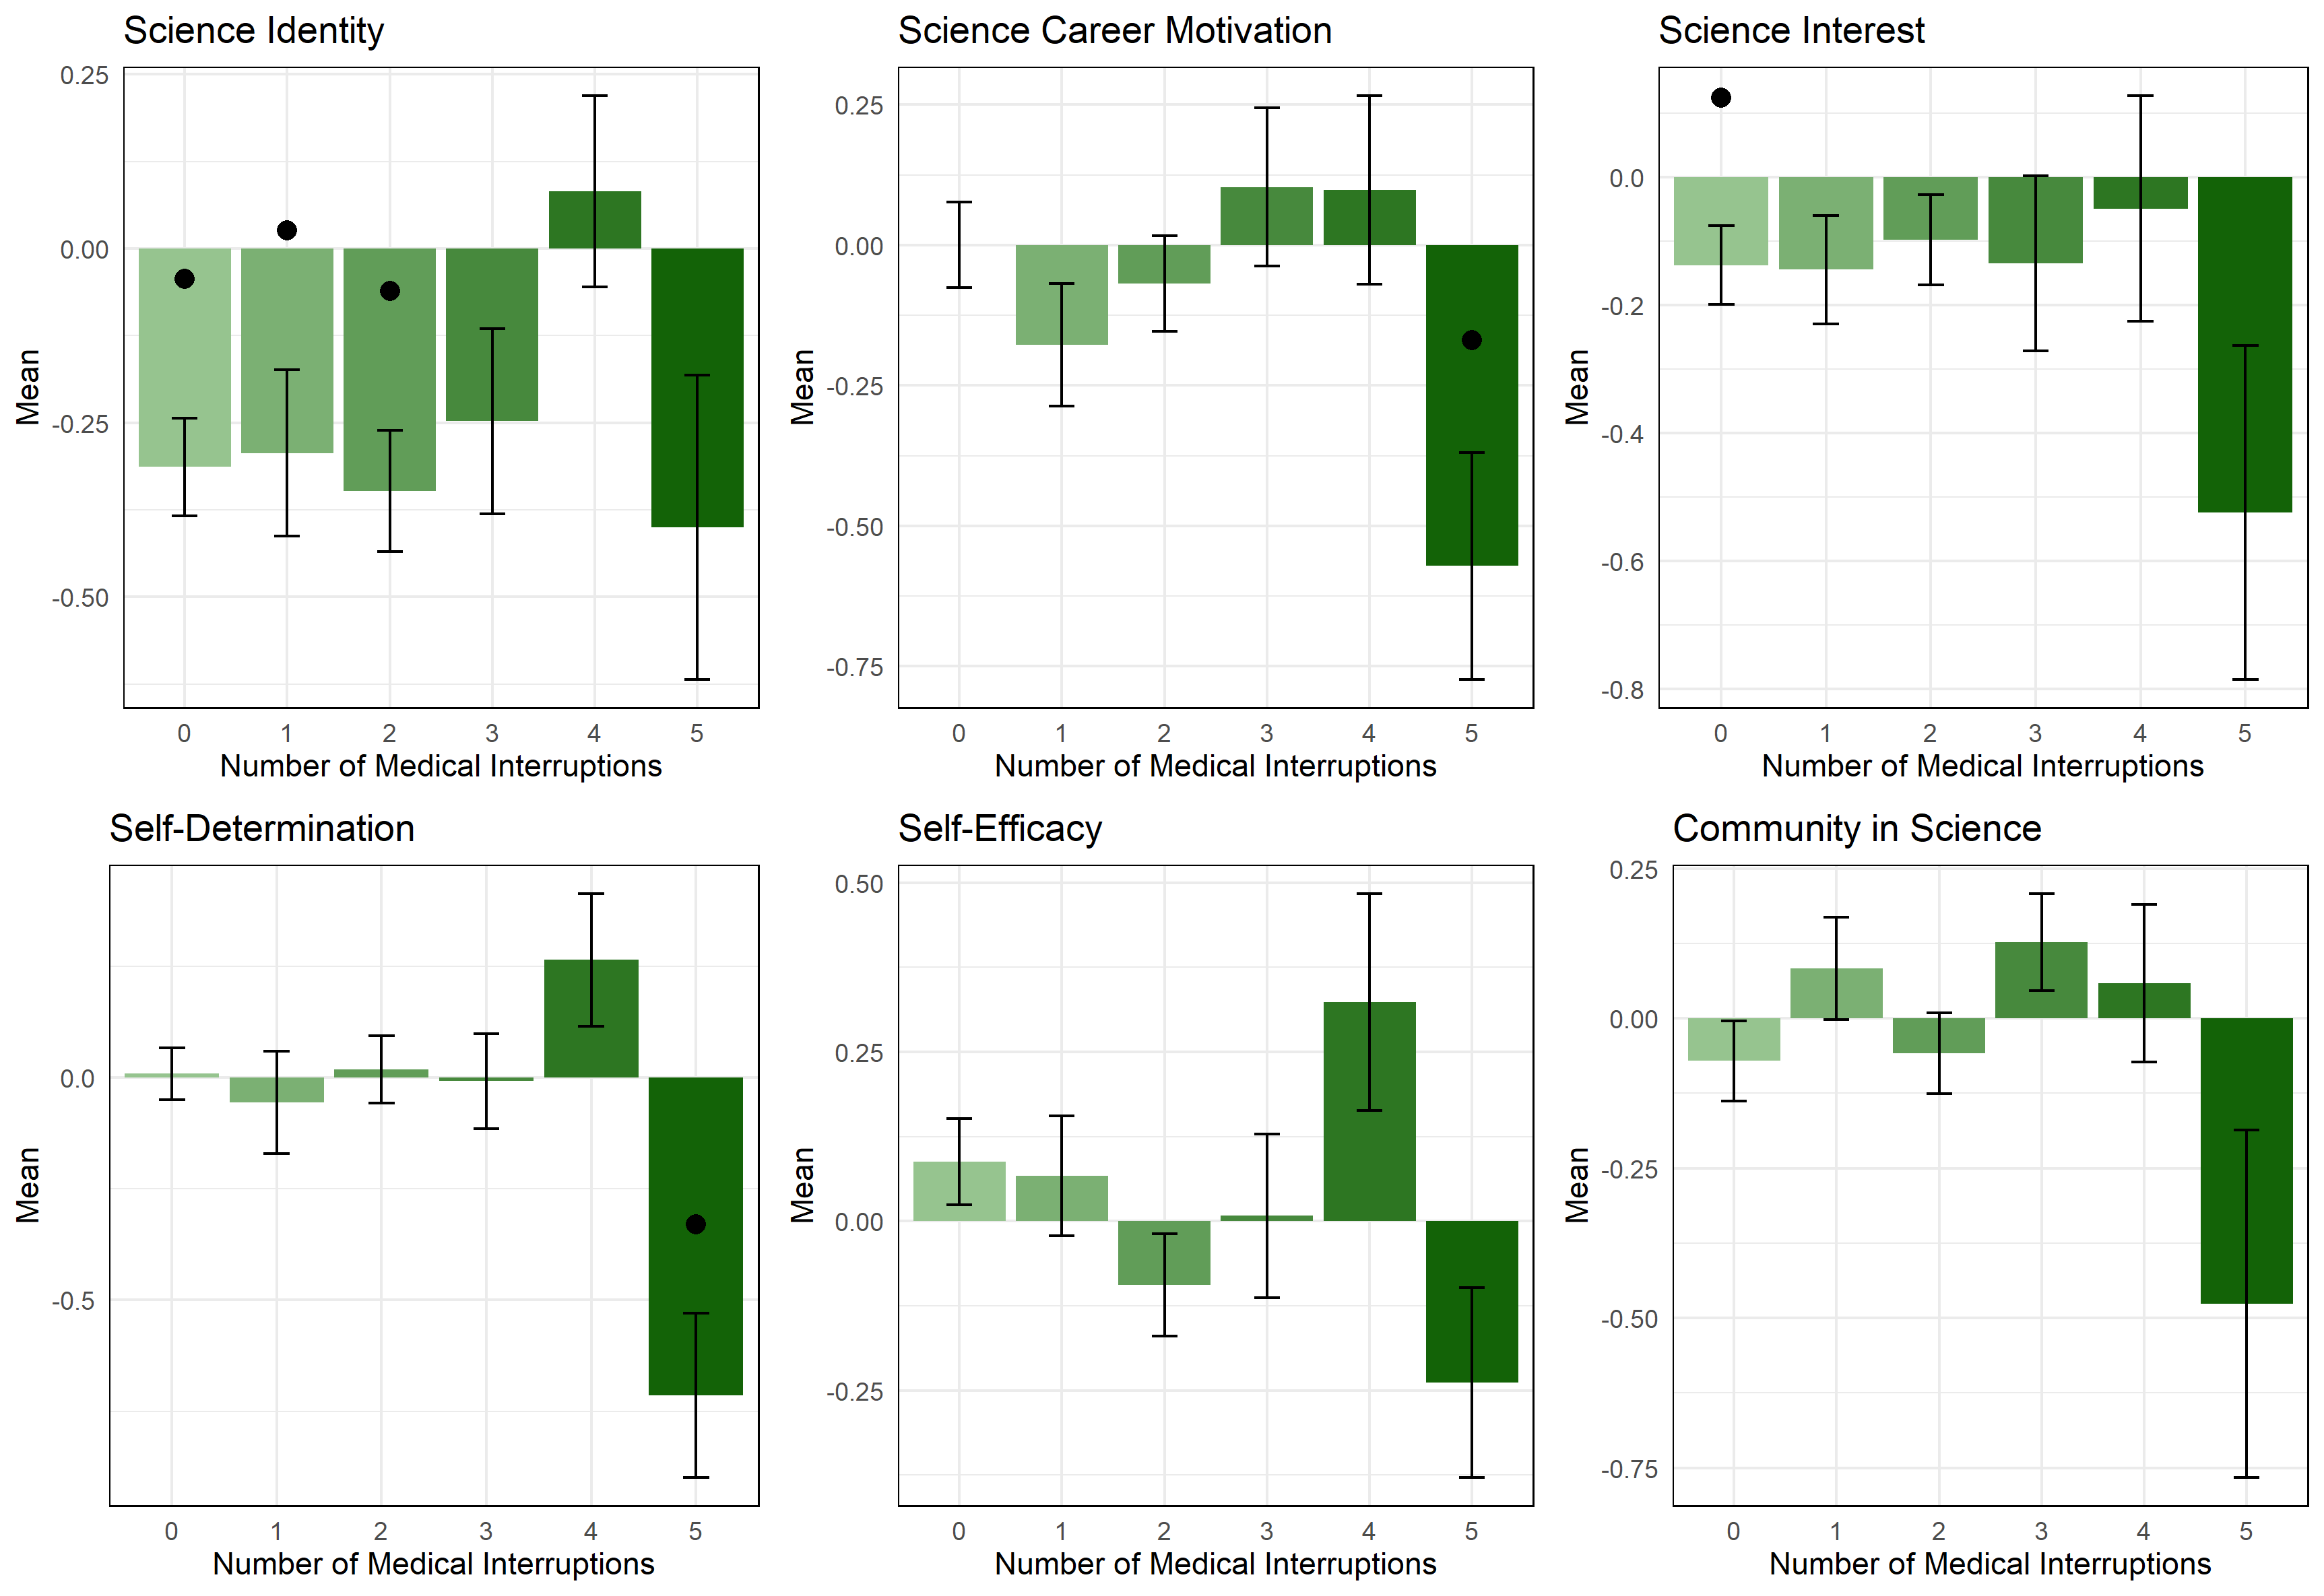 Science Identity
Mean
0.25
0.00
-0.25
-0.50
0 1 2 3 4 5
Number of Medical Interruptions
Science Career Motivation
Mean
0.25
0.00
-0.25
-0.50
-0.75
0 1 2 3 4 5
Number of Medical Interruptions
Science Interest
Mean
0.0
-0.2
-0.4
-0.6
-0.8
0 1 2 3 4 5
Number of Medical Interruptions
Self-Determination
Mean
0.0
-0.5
0 1 2 3 4 5
Number of Medical Interruptions
Self-Efficacy
Mean
0.50
0.25
0.00
-0.25
0 1 2 3 4 5
Number of Medical Interruptions
Community in Science
Mean
0.25
0.00
-0.25
-0.50
-0.75
0 1 2 3 4 5
Number of Medical Interruptions